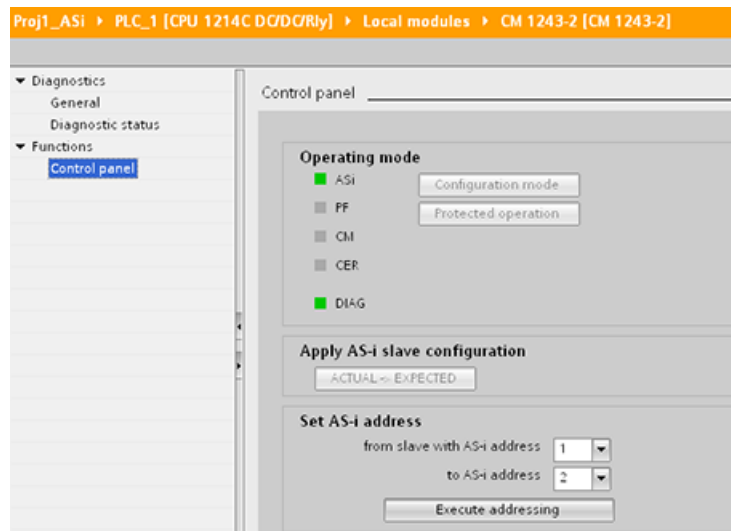 Proj1_ASi ▸ PLC_1 [CPU 1214C DC/DC/Rly] ▸ Local modules ▸ CM 1243-2 [CM 1243-2]
Diagnostics
General
Diagnostic status
Functions
Control panel
Control panel
Operating mode
ASi
Configuration mode
PF
Protected operation
CM
CER
DIAG
Apply AS-i slave configuration
ACTUAL -> EXPECTED
Set AS-i address
from slave with AS-i address 1
to AS-i address 2
Execute addressing